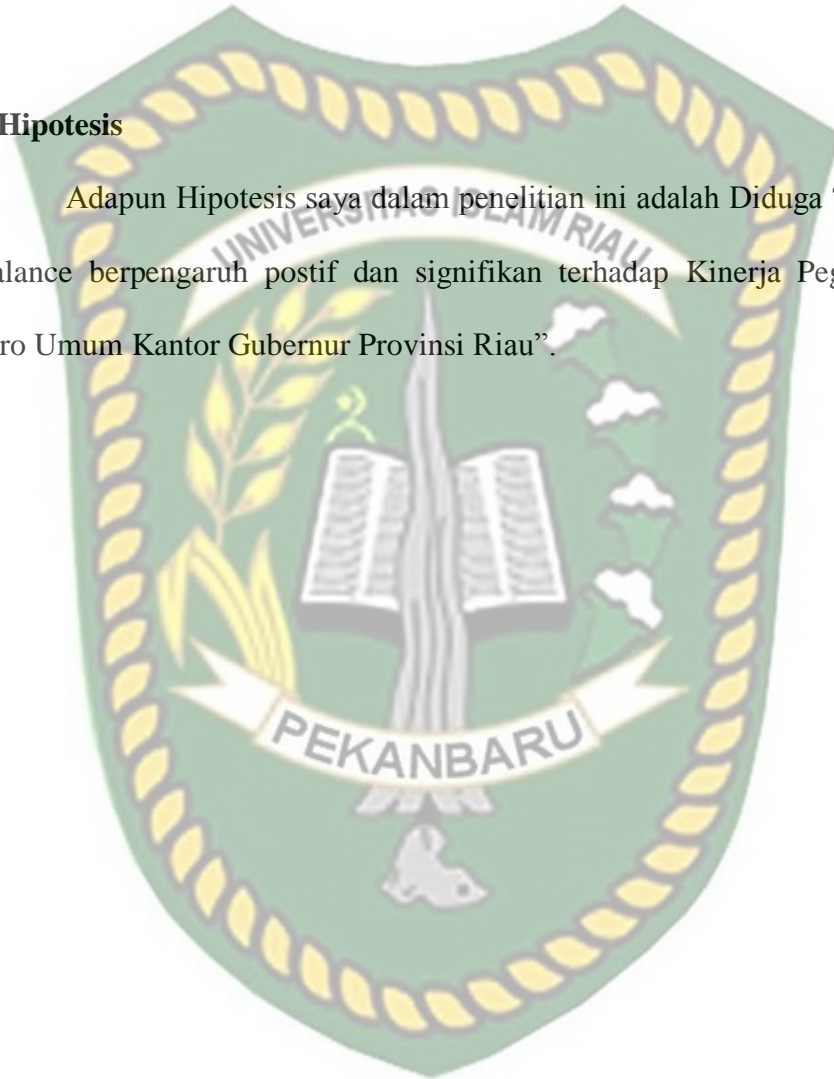 Hipotesis
Adapun Hipotesis saya dalam penelitian ini adalah Diduga “
alance berpengaruh postif dan signifikan terhadap Kinerja Peg
ro Umum Kantor Gubernur Provinsi Riau”.
UNIVERSITAS ISLAM RIAU
PEKANBARU